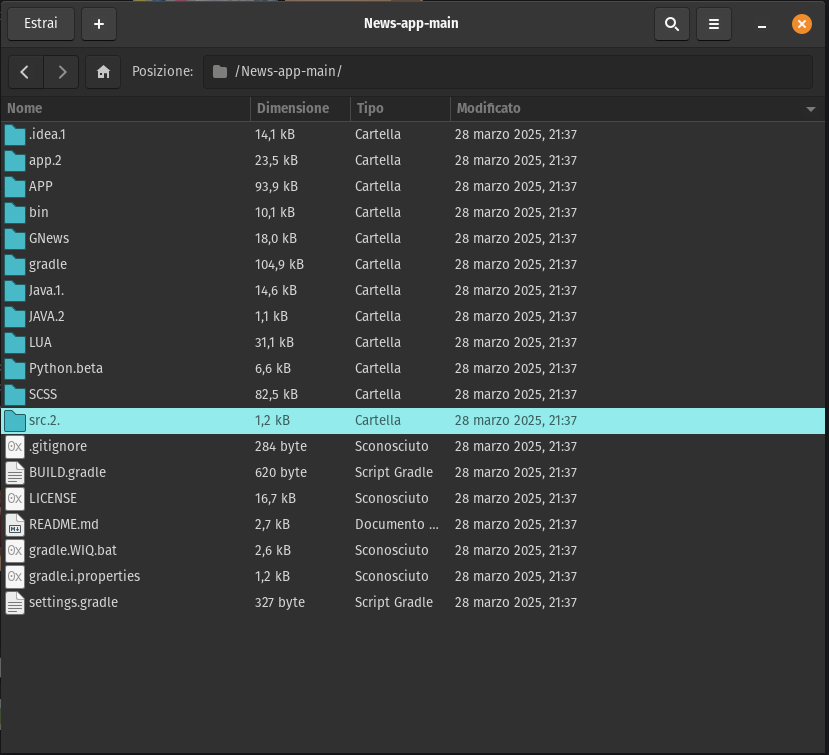 Estrai + News-app-main
Posizione: /News-app-main/
Nome Dimensione Tipo Modificato
.idea.1 14,1 kB Cartella 28 marzo 2025, 21:37
app.2 23,5 kB Cartella 28 marzo 2025, 21:37
APP 93,9 kB Cartella 28 marzo 2025, 21:37
bin 10,1 kB Cartella 28 marzo 2025, 21:37
GNews 18,0 kB Cartella 28 marzo 2025, 21:37
gradle 104,9 kB Cartella 28 marzo 2025, 21:37
Java.1. 14,6 kB Cartella 28 marzo 2025, 21:37
JAVA.2 1,1 kB Cartella 28 marzo 2025, 21:37
LUA 31,1 kB Cartella 28 marzo 2025, 21:37
Python.beta 6,6 kB Cartella 28 marzo 2025, 21:37
SCSS 82,5 kB Cartella 28 marzo 2025, 21:37
src.2. 1,2 kB Cartella 28 marzo 2025, 21:37
0x .gitignore 284 byte Sconosciuto 28 marzo 2025, 21:37
BUILD.gradle 620 byte Script Gradle 28 marzo 2025, 21:37
0x LICENSE 16,7 kB Sconosciuto 28 marzo 2025, 21:37
README.md 2,7 kB Documento ... 28 marzo 2025, 21:37
0x gradle.WIQ.bat 2,6 kB Sconosciuto 28 marzo 2025, 21:37
0x gradle.i.properties 1,2 kB Sconosciuto 28 marzo 2025, 21:37
settings.gradle 327 byte Script Gradle 28 marzo 2025, 21:37